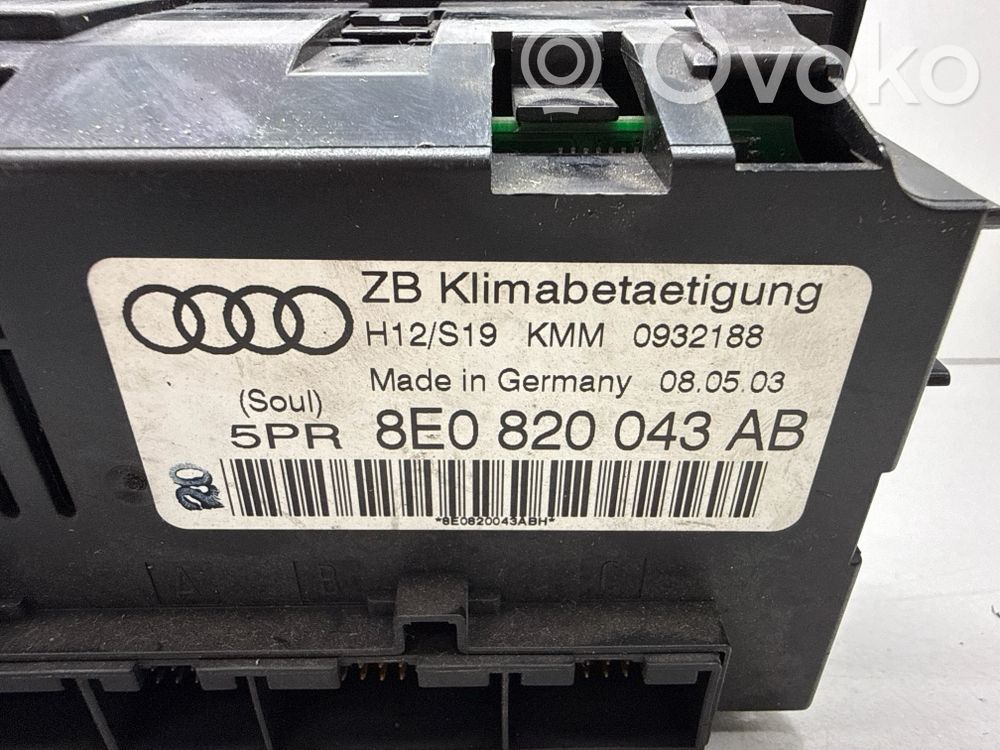 Ovoko
ZB Klimabetaetigung
H12/S19 KMM 0932188
Made in Germany 08.05.03
(Soul)
5PR 8E0 820 043 AB
*8E0820043ABH*
A B C